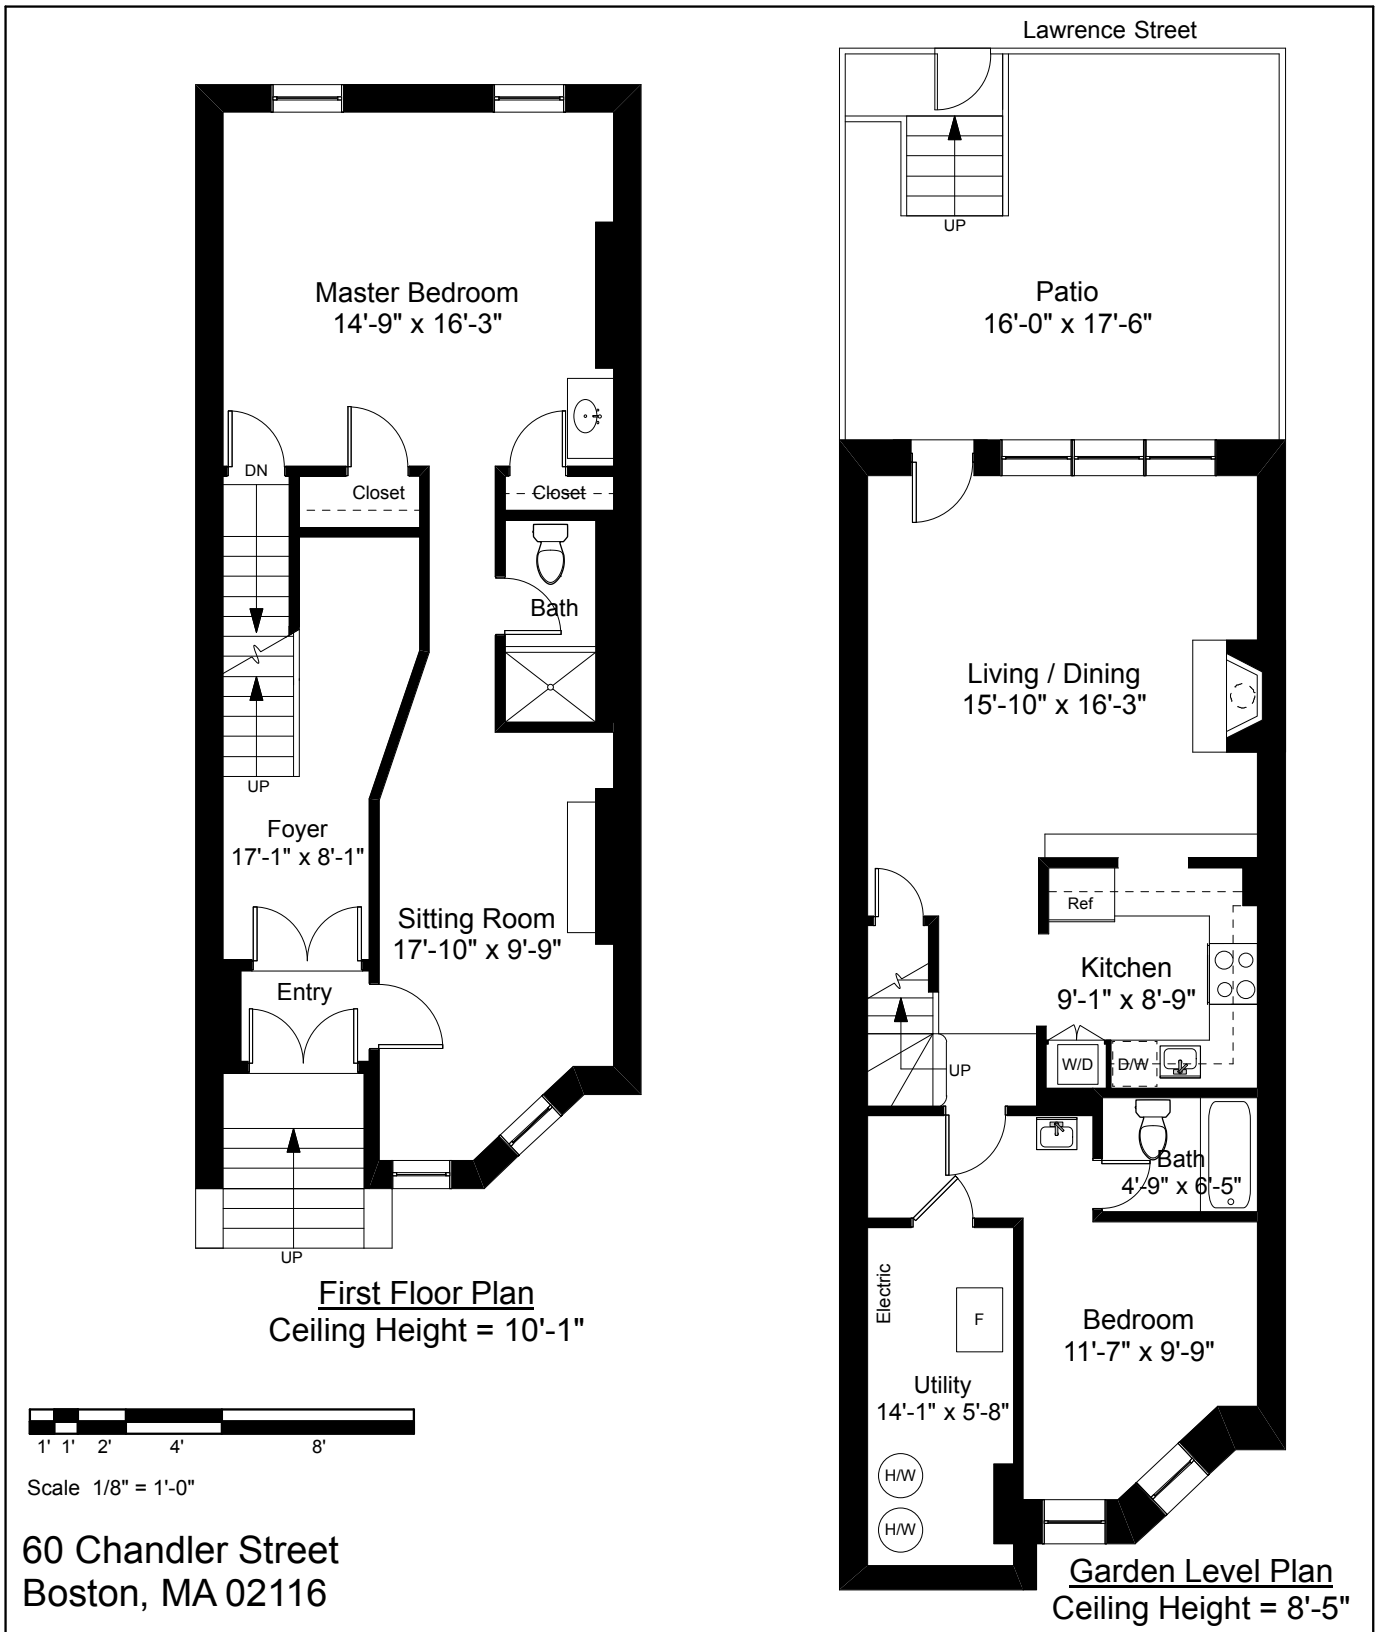 Lawrence Street
UP
Patio
16'-0" x 17'-6"
Master Bedroom
14'-9" x 16'-3"
DN
Closet
Closet
Bath
UP
Foyer
17'-1" x 8'-1"
Sitting Room
17'-10" x 9'-9"
Entry
UP
First Floor Plan
Ceiling Height = 10'-1"
Living / Dining
15'-10" x 16'-3"
Ref
Kitchen
9'-1" x 8'-9"
W/D
D/W
UP
Bath
4'-9" x 6'-5"
Electric
F
Bedroom
11'-7" x 9'-9"
Utility
14'-1" x 5'-8"
H/W
H/W
Garden Level Plan
Ceiling Height = 8'-5"
1' 1' 2' 4' 8'
Scale 1/8" = 1'-0"
60 Chandler Street
Boston, MA 02116